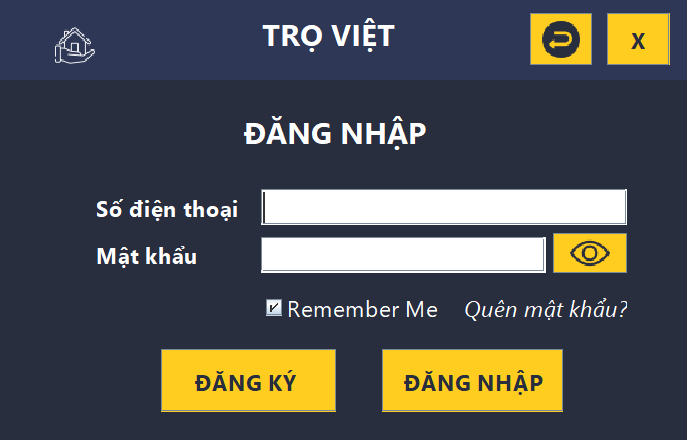 TRỌ VIỆT
X
ĐĂNG NHẬP
Số điện thoại
Mật khẩu
Remember Me
Quên mật khẩu?
ĐĂNG KÝ
ĐĂNG NHẬP